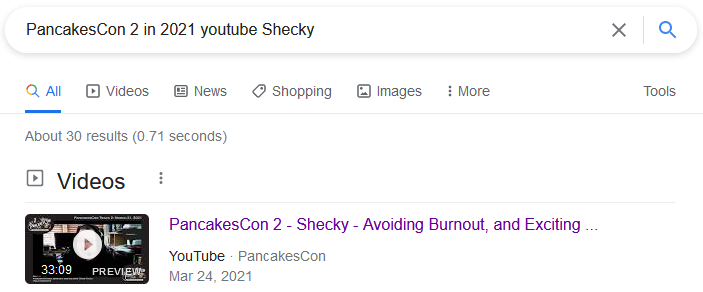 PancakesCon 2 in 2021 youtube Shecky
All Videos News Shopping Images More Tools
About 30 results (0.71 seconds)
Videos
PancakesCon 2 - Shecky - Avoiding Burnout, and Exciting ...
YouTube · PancakesCon
33:09 PREVIEW
Mar 24, 2021